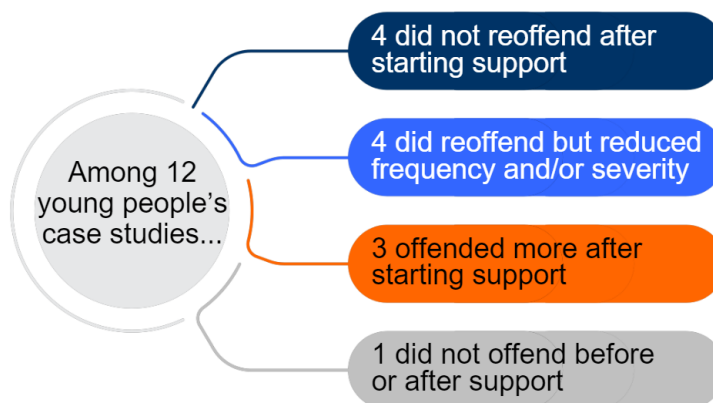 Among 12
young people’s
case studies...
4 did not reoffend after
starting support
4 did reoffend but reduced
frequency and/or severity
3 offended more after
starting support
1 did not offend before
or after support